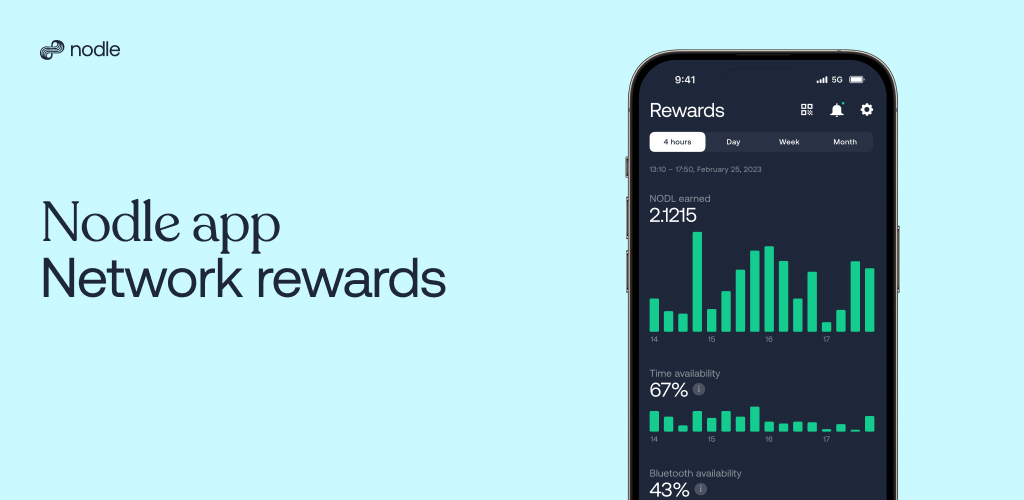 nodle
Nodle app
Network rewards
9:41 5G
Rewards
4 hours Day Week Month
13:10 – 17:50, February 25, 2023
NODL earned
2.1215
14 15 16 17
Time availability
67% i
14 15 16 17
Bluetooth availability
43% i